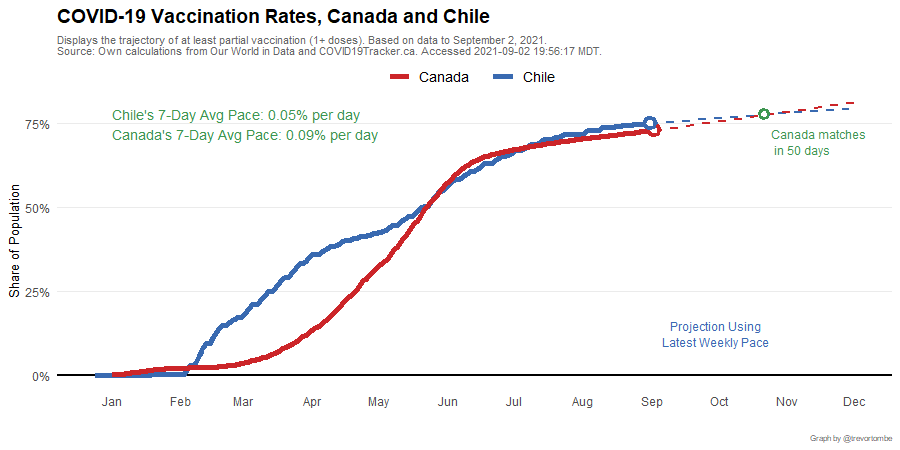 COVID-19 Vaccination Rates, Canada and Chile
Displays the trajectory of at least partial vaccination (1+ doses). Based on data to September 2, 2021.
Source: Own calculations from Our World in Data and COVID19Tracker.ca. Accessed 2021-09-02 19:56:17 MDT.
Canada Chile
Chile's 7-Day Avg Pace: 0.05% per day
Canada's 7-Day Avg Pace: 0.09% per day
Canada matches
in 50 days
75%
50%
25%
0%
Share of Population
Projection Using
Latest Weekly Pace
Jan Feb Mar Apr May Jun Jul Aug Sep Oct Nov Dec
Graph by @trevortombe